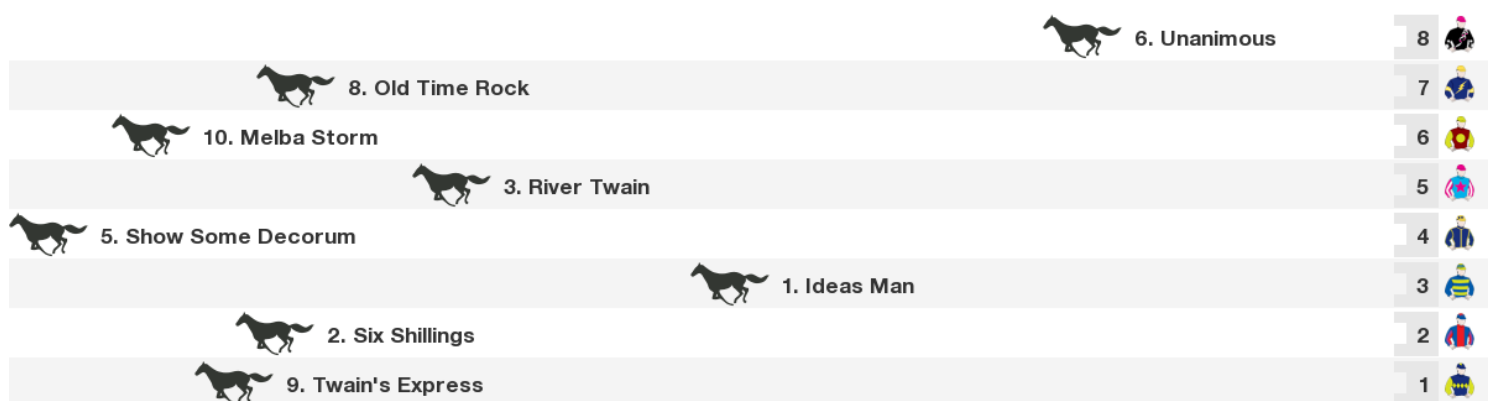 6. Unanimous 8
8. Old Time Rock 7
10. Melba Storm 6
3. River Twain 5
5. Show Some Decorum 4
1. Ideas Man 3
2. Six Shillings 2
9. Twain's Express 1